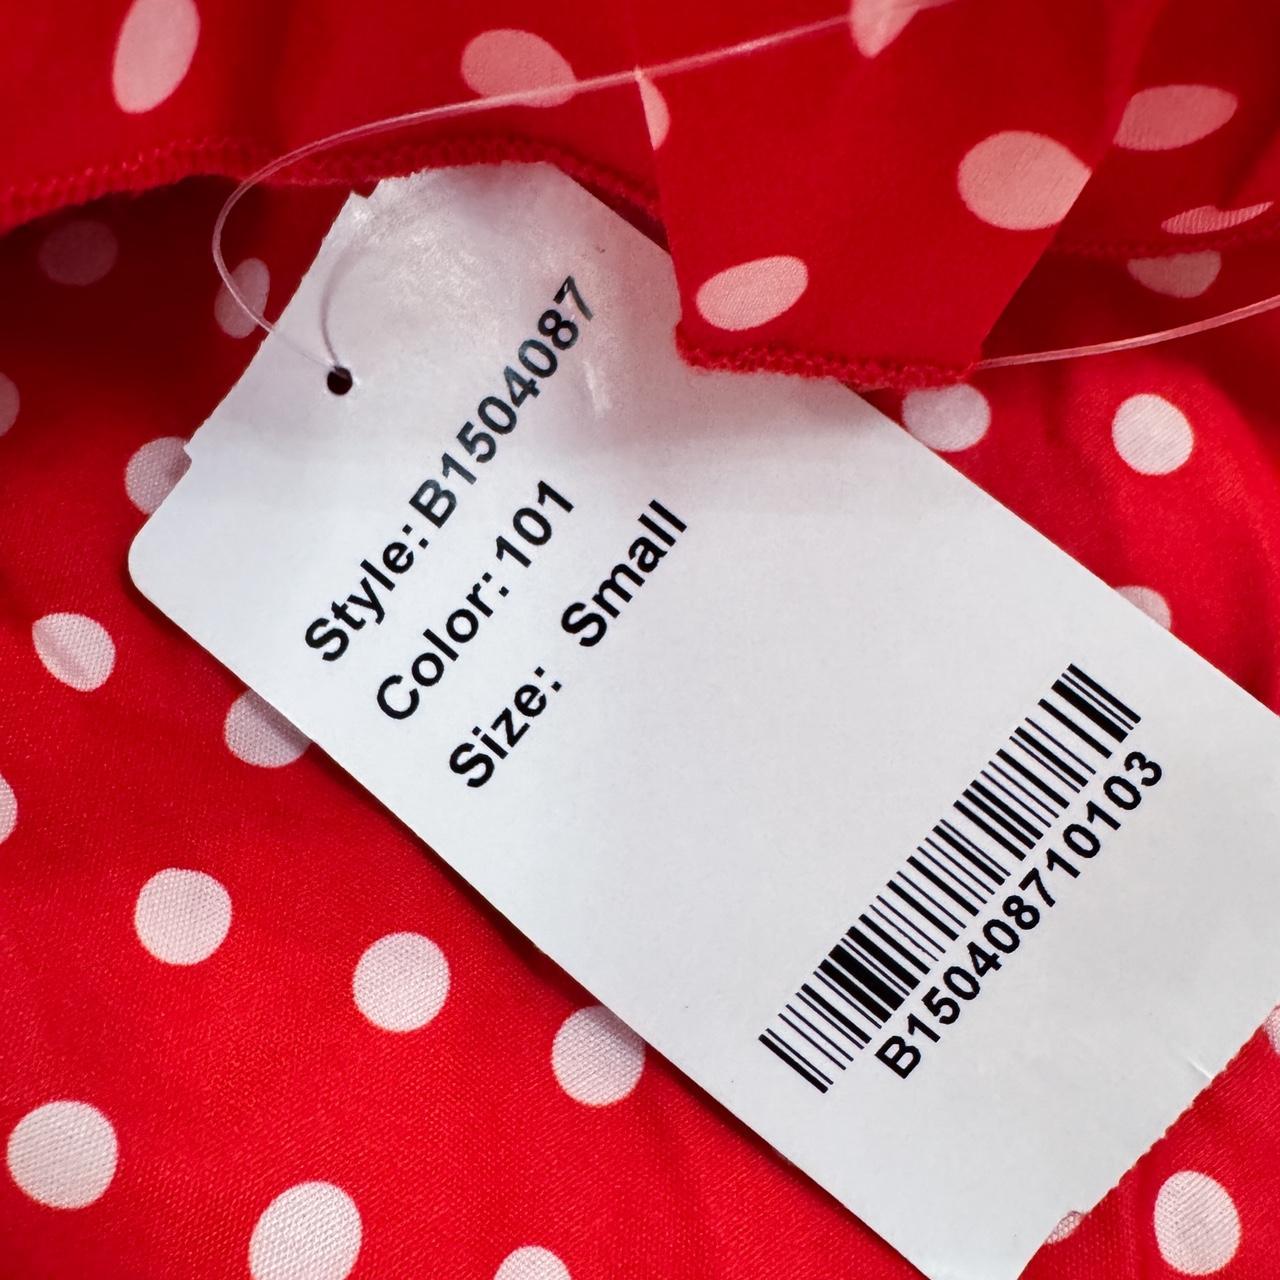 Style: B1504087
Color: 101
Size: Small
B150408710103